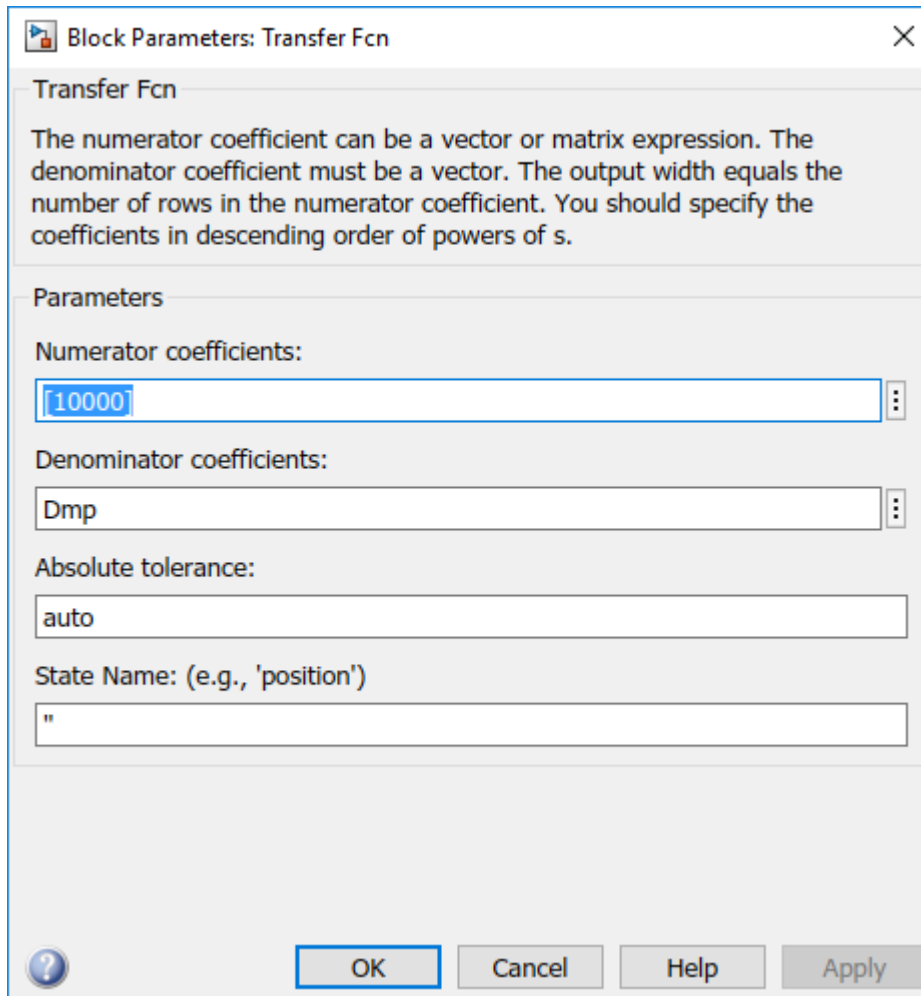 Block Parameters: Transfer Fcn
Transfer Fcn
The numerator coefficient can be a vector or matrix expression. The
denominator coefficient must be a vector. The output width equals the
number of rows in the numerator coefficient. You should specify the
coefficients in descending order of powers of s.
Parameters
Numerator coefficients:
[10000]
Denominator coefficients:
Dmp
Absolute tolerance:
auto
State Name: (e.g., 'position')
''
OK Cancel Help Apply